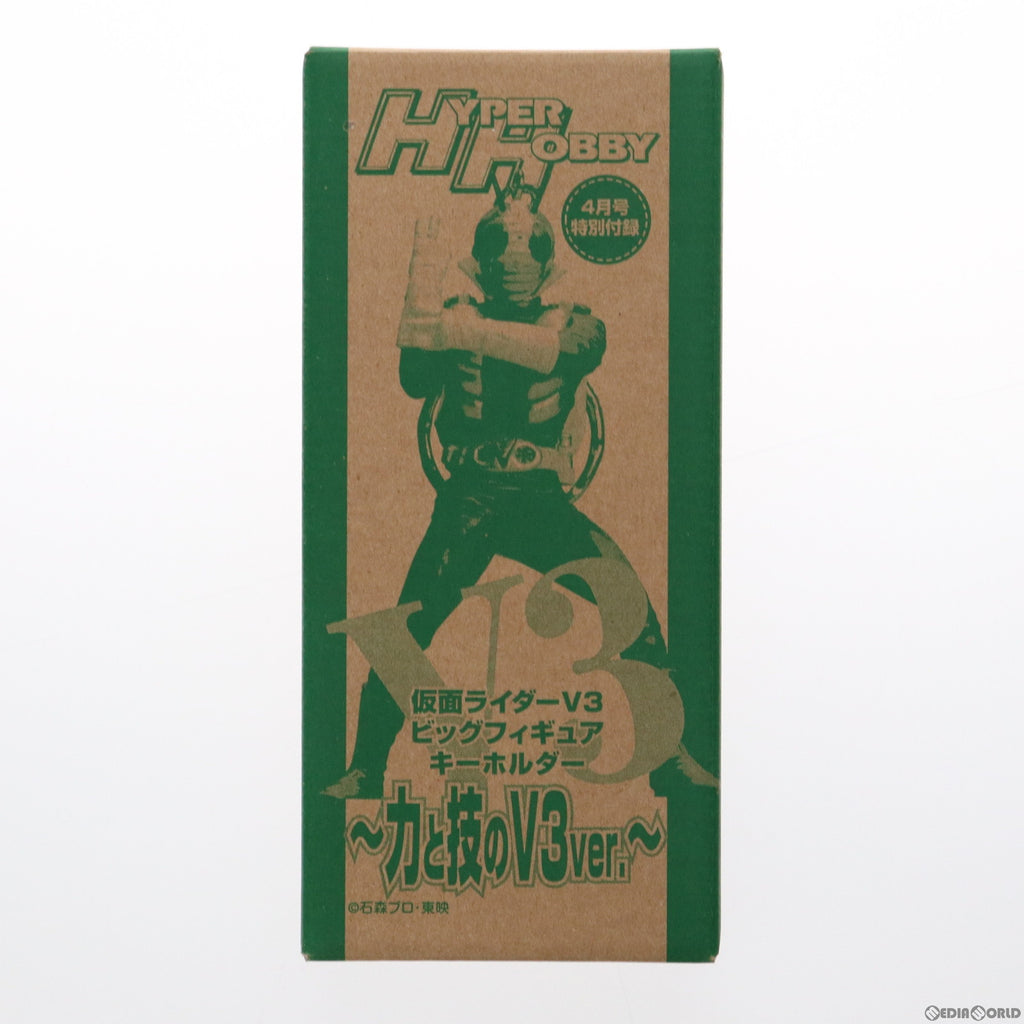 HYPER HOBBY
4月号
特別付録
V3
仮面ライダーV3
ビッグフィギュア
キーホルダー
～力と技のV3ver.～
©石森プロ・東映
MEDIAWORLD